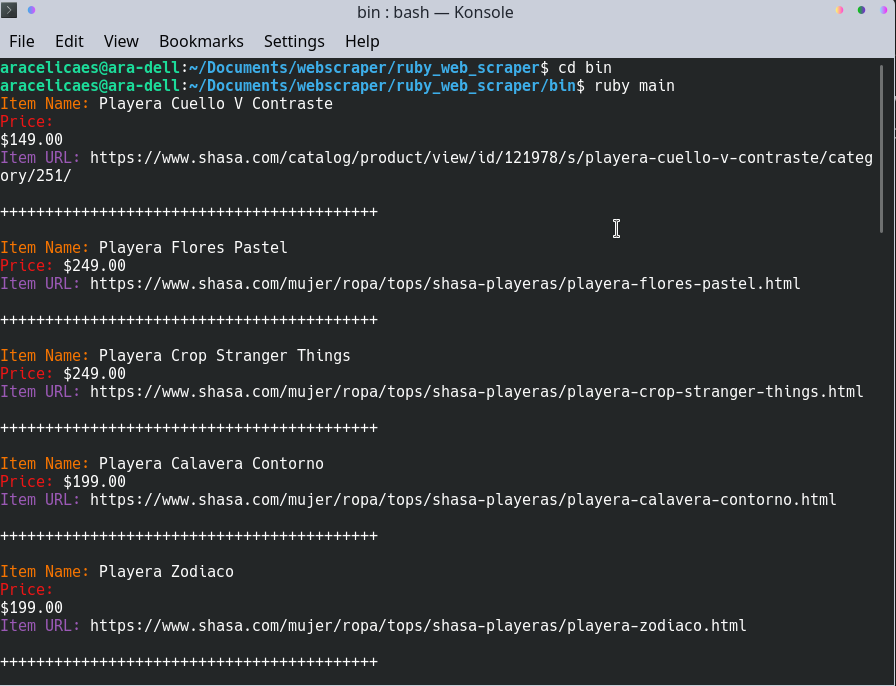 bin : bash — Konsole
File Edit View Bookmarks Settings Help
aracelicaes@ara-dell:~/Documents/webscraper/ruby_web_scraper$ cd bin
aracelicaes@ara-dell:~/Documents/webscraper/ruby_web_scraper/bin$ ruby main
Item Name: Playera Cuello V Contraste
Price:
$149.00
Item URL: https://www.shasa.com/catalog/product/view/id/121978/s/playera-cuello-v-contraste/categ
ory/251/
++++++++++++++++++++++++++++++++++++++++++
Item Name: Playera Flores Pastel
Price: $249.00
Item URL: https://www.shasa.com/mujer/ropa/tops/shasa-playeras/playera-flores-pastel.html
++++++++++++++++++++++++++++++++++++++++++
Item Name: Playera Crop Stranger Things
Price: $249.00
Item URL: https://www.shasa.com/mujer/ropa/tops/shasa-playeras/playera-crop-stranger-things.html
++++++++++++++++++++++++++++++++++++++++++
Item Name: Playera Calavera Contorno
Price: $199.00
Item URL: https://www.shasa.com/mujer/ropa/tops/shasa-playeras/playera-calavera-contorno.html
++++++++++++++++++++++++++++++++++++++++++
Item Name: Playera Zodiaco
Price:
$199.00
Item URL: https://www.shasa.com/mujer/ropa/tops/shasa-playeras/playera-zodiaco.html
++++++++++++++++++++++++++++++++++++++++++